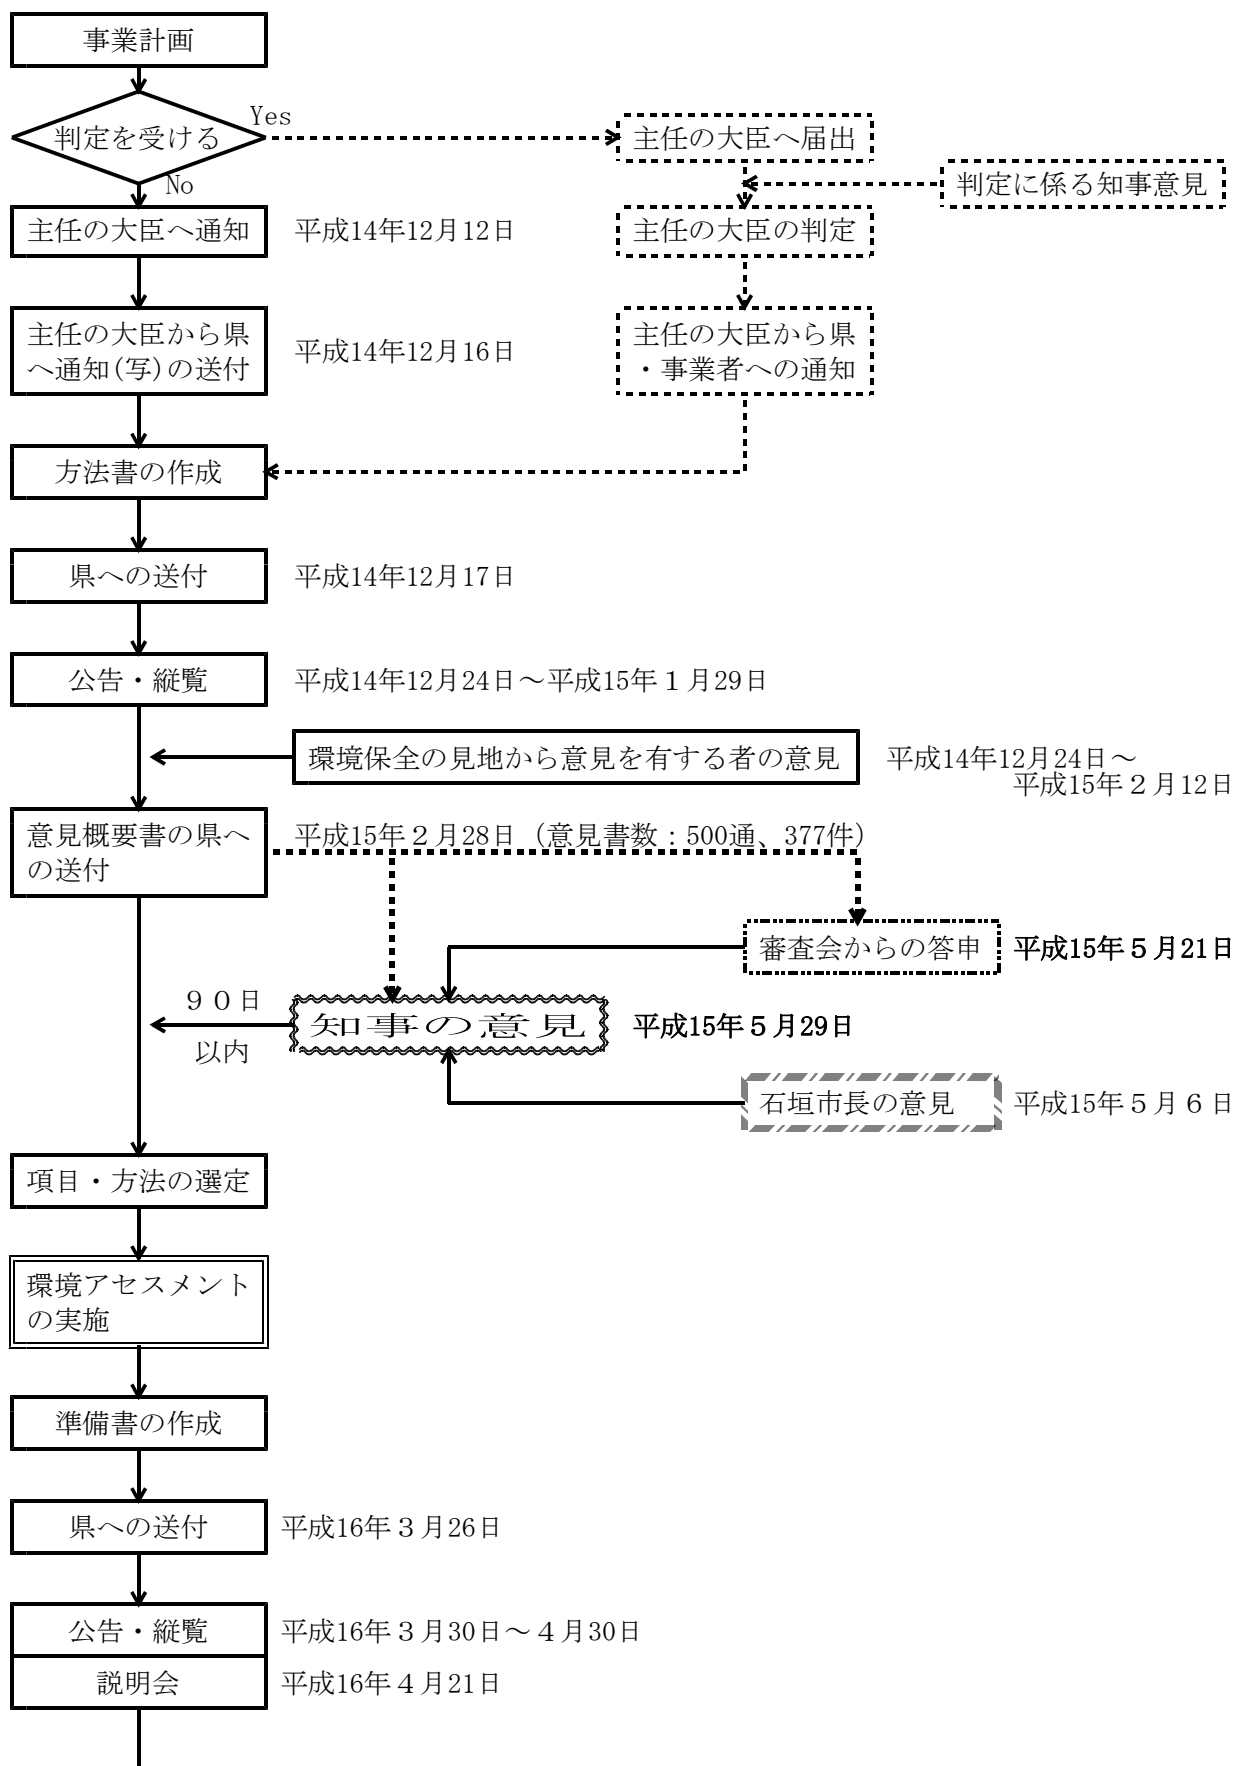 事業計画
Yes
判定を受ける
主任の大臣へ届出
No
判定に係る知事意見
主任の大臣へ通知
平成14年12月12日
主任の大臣の判定
主任の大臣から県
へ通知(写)の送付
平成14年12月16日
主任の大臣から県
・事業者への通知
方法書の作成
県への送付
平成14年12月17日
公告・縦覧
平成14年12月24日～平成15年１月29日
環境保全の見地から意見を有する者の意見
平成14年12月24日～
平成15年２月12日
意見概要書の県へ
の送付
平成15年２月28日（意見書数：500通、377件）
審査会からの答申
平成15年５月21日
９０日
以内
知事の意見
平成15年５月29日
石垣市長の意見
平成15年５月６日
項目・方法の選定
環境アセスメント
の実施
準備書の作成
県への送付
平成16年３月26日
公告・縦覧
平成16年３月30日～４月30日
説明会
平成16年４月21日